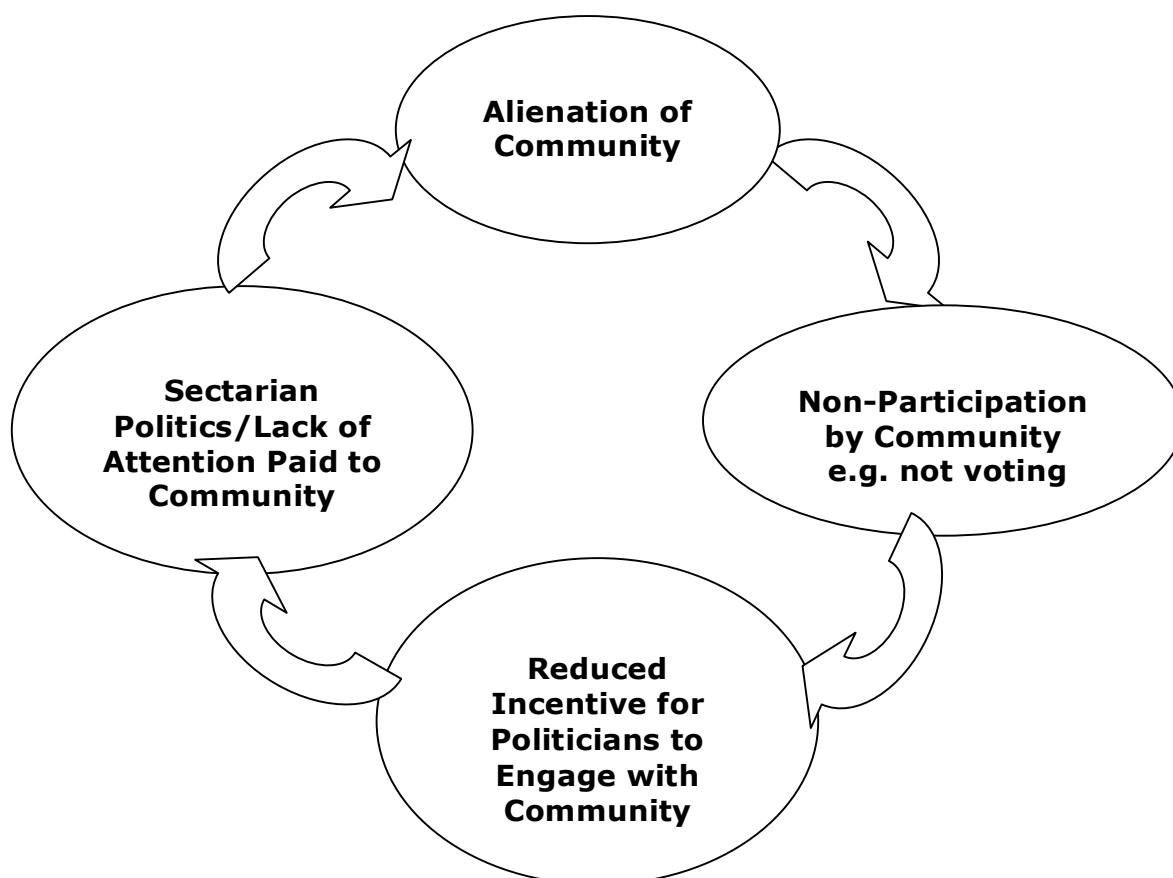 Alienation of
Community
Sectarian
Politics/Lack of
Attention Paid to
Community
Non-Participation
by Community
e.g. not voting
Reduced
Incentive for
Politicians to
Engage with
Community